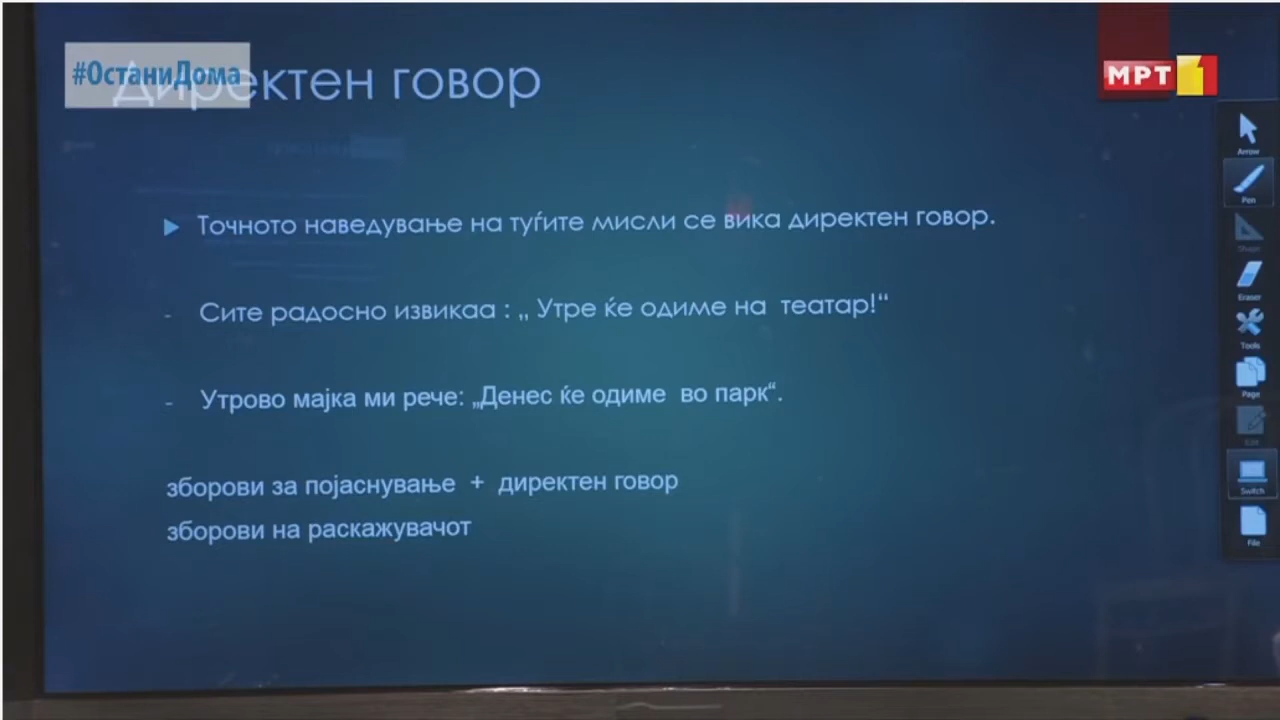 #ОстаниДома
Директен говор
МРТ 1
Точното наведување на туѓите мисли се вика директен говор.
- Сите радосно извикаа : „ Утре ќе одиме на театар!“
- Утрово мајка ми рече: „Денес ќе одиме во парк“.
зборови за појаснување + директен говор
зборови на раскажувачот
Arrow
Pen
Shape
Eraser
Tools
Page
Edit
Switch
File